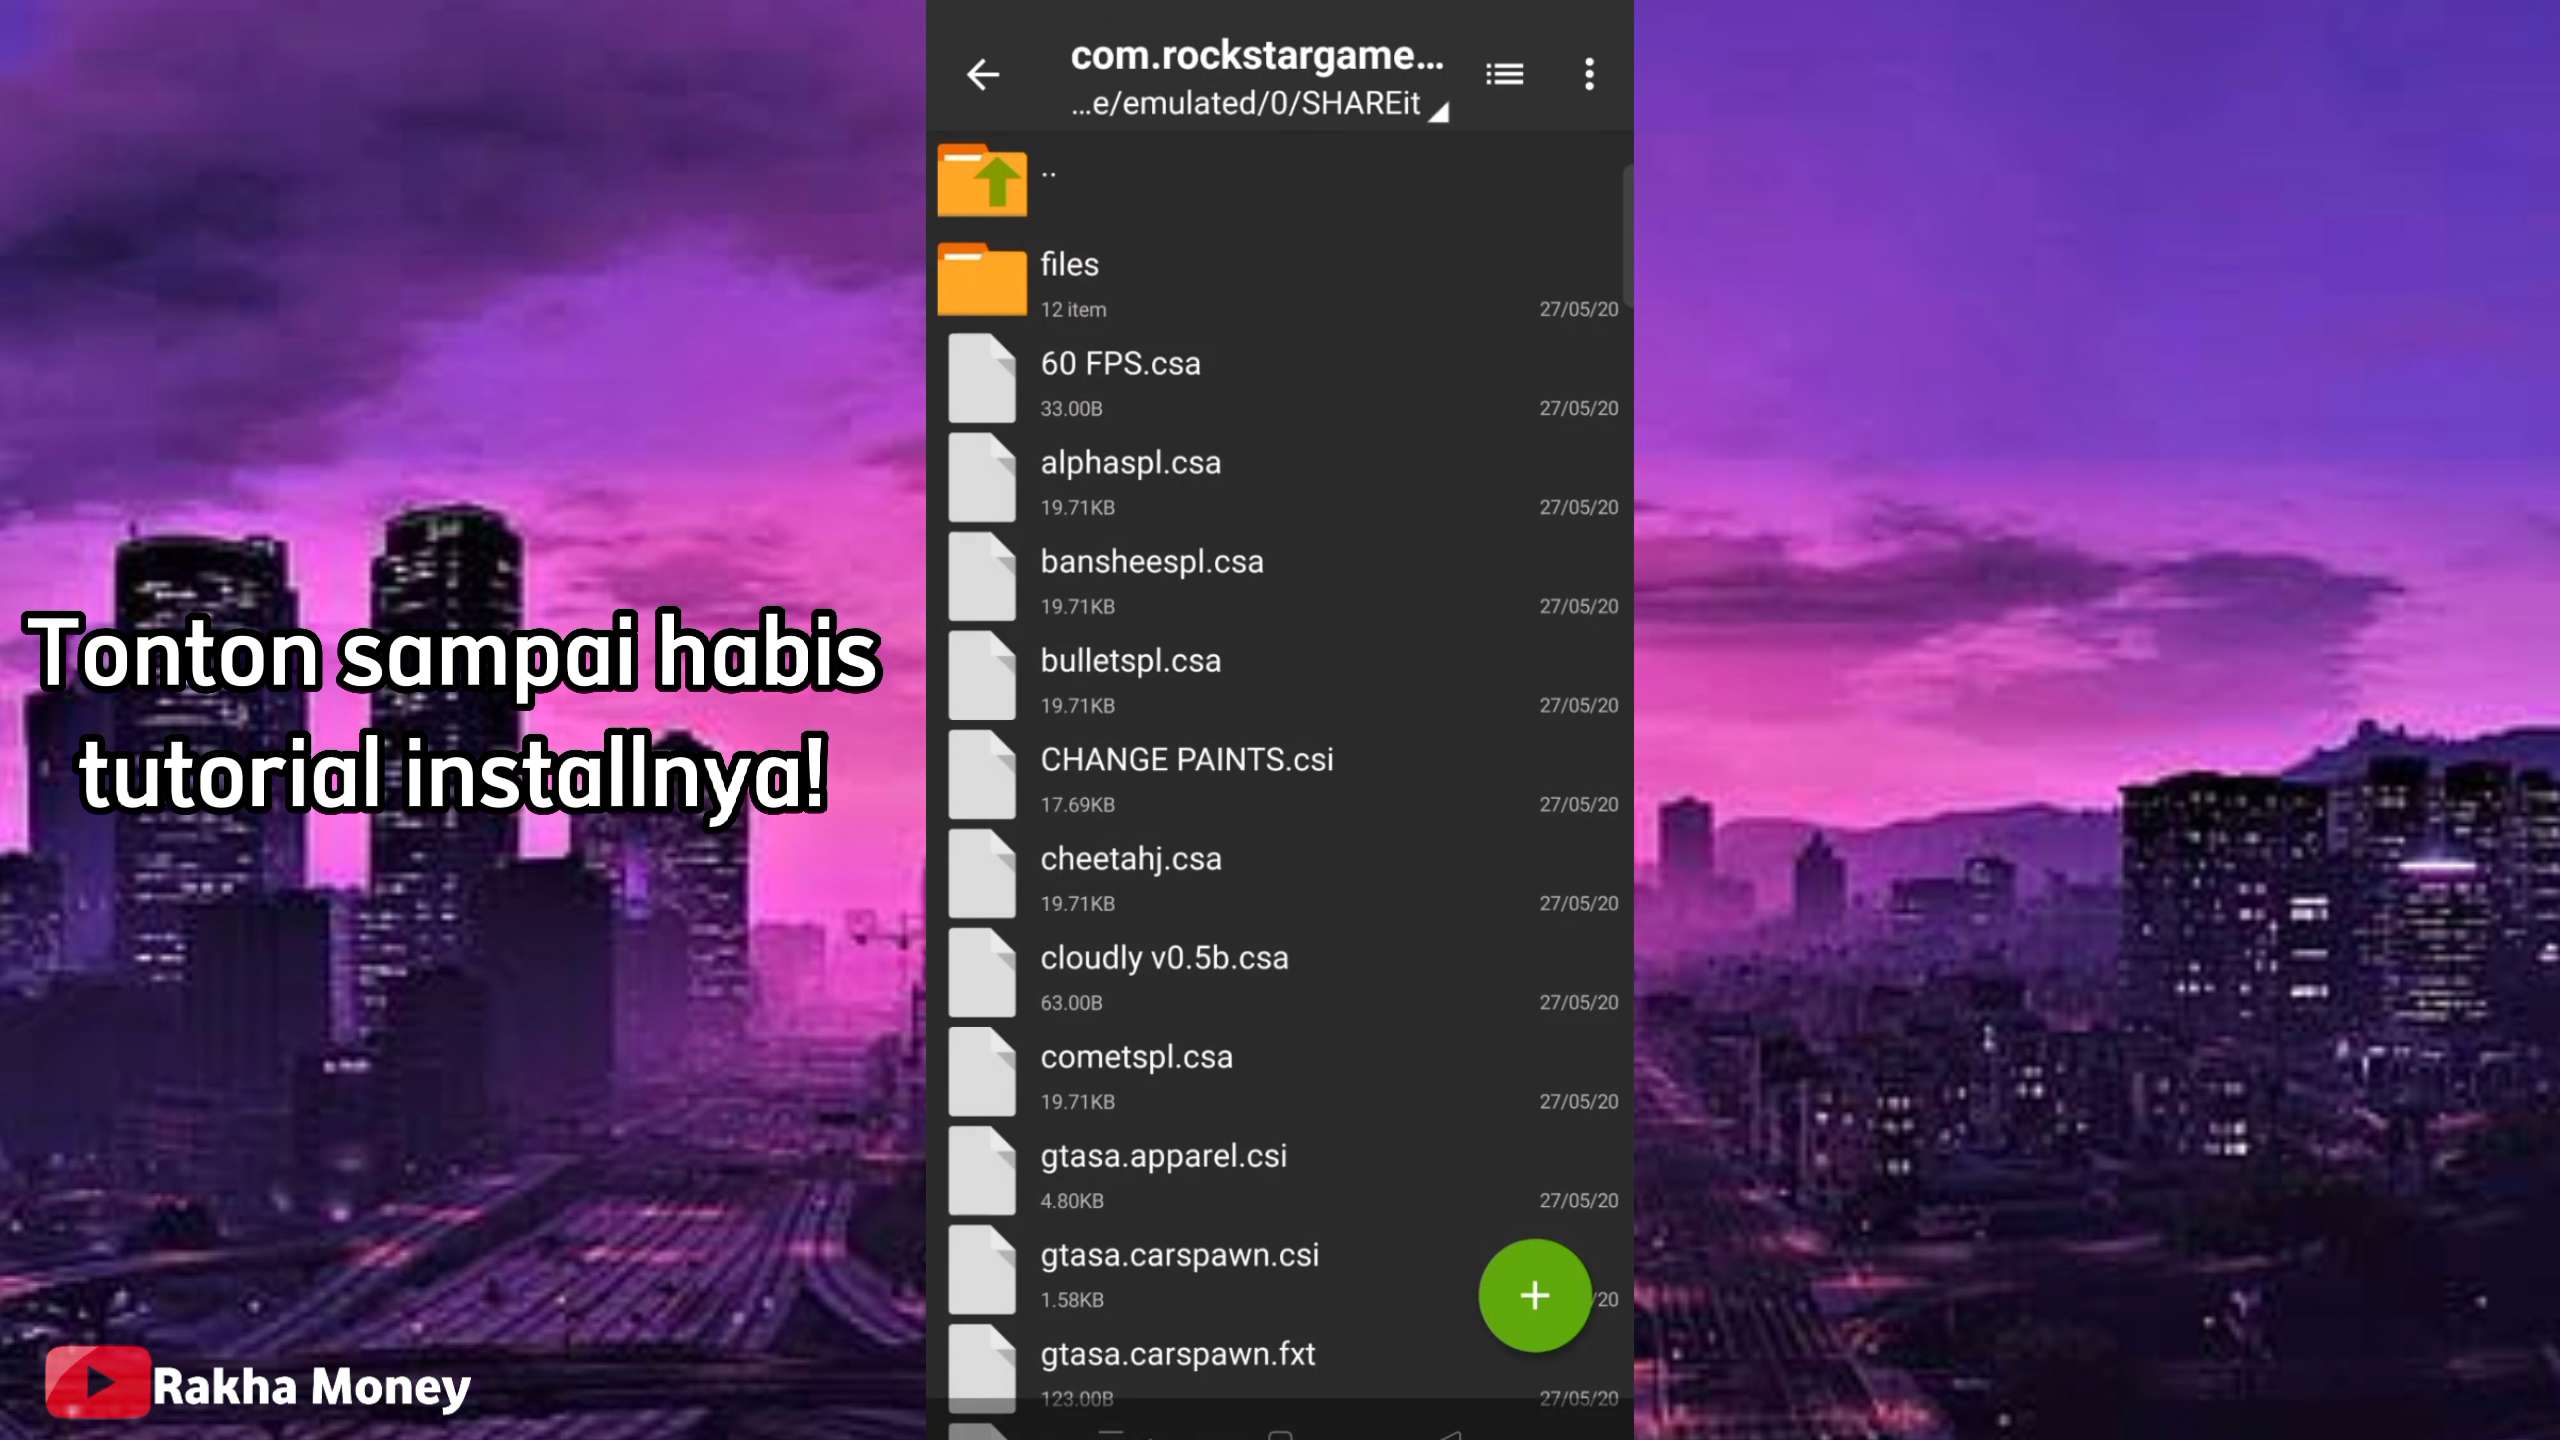 com.rockstargame...
...e/emulated/0/SHAREit
..
files
12 item
27/05/20
60 FPS.csa
33.00B
27/05/20
alphaspl.csa
19.71KB
27/05/20
bansheespl.csa
19.71KB
27/05/20
bulletspl.csa
19.71KB
27/05/20
CHANGE PAINTS.csi
17.69KB
27/05/20
cheetahj.csa
19.71KB
27/05/20
cloudly v0.5b.csa
63.00B
27/05/20
cometspl.csa
19.71KB
27/05/20
gtasa.apparel.csi
4.80KB
27/05/20
gtasa.carspawn.csi
1.58KB
/20
gtasa.carspawn.fxt
123.00B
27/05/20
Tonton sampai habis
tutorial installnya!
Rakha Money